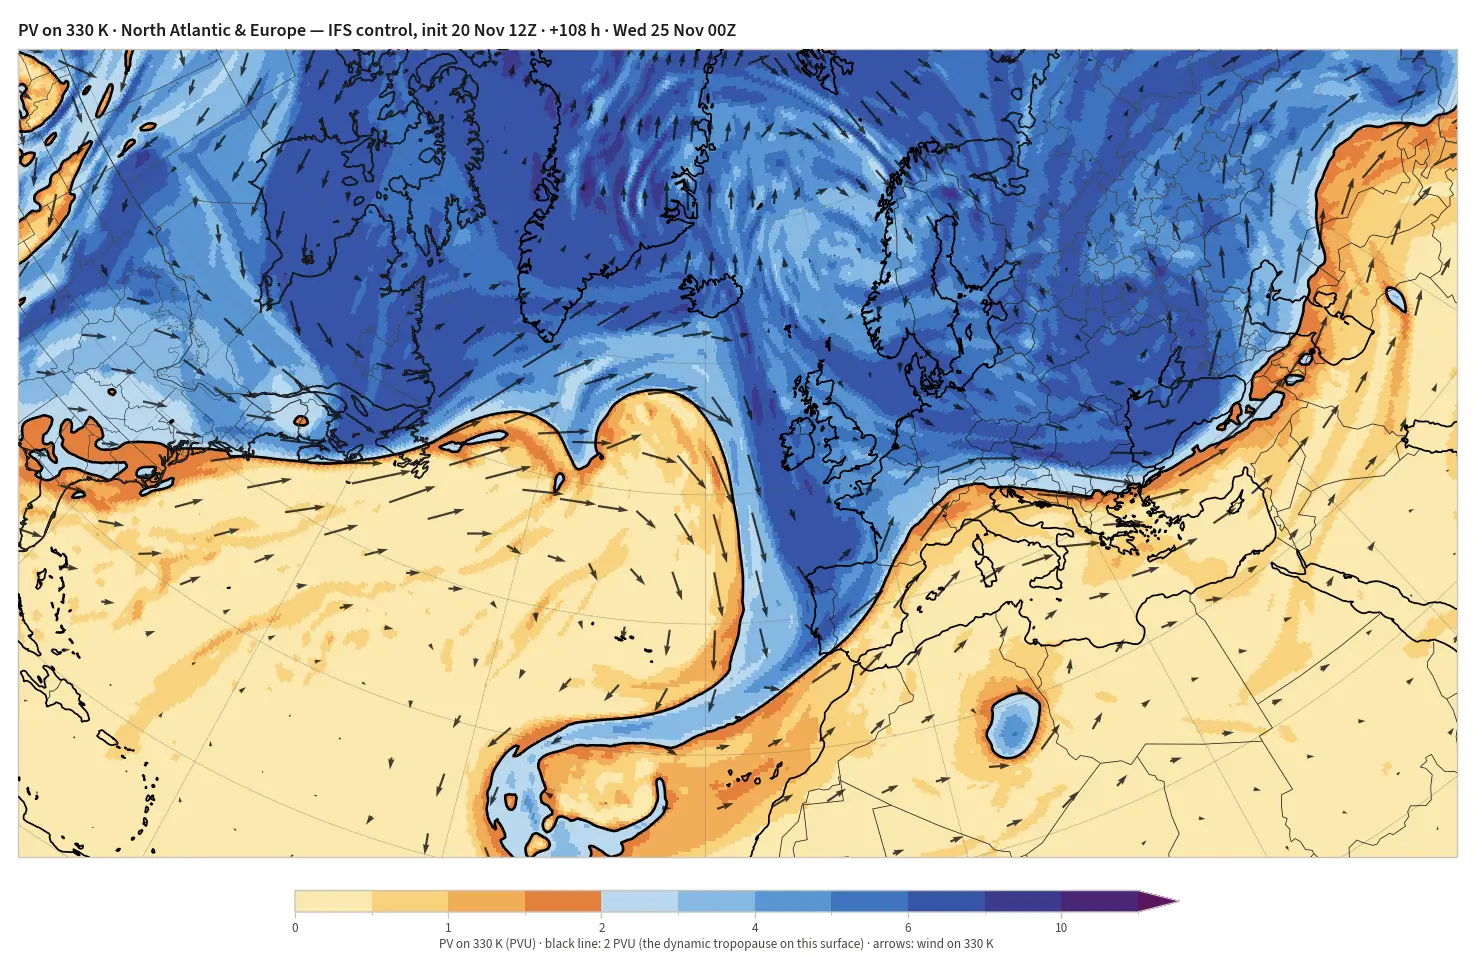 PV on 330 K · North Atlantic & Europe — IFS control, init 20 Nov 12Z · +108 h · Wed 25 Nov 00Z
0 1 2 4 6 10
PV on 330 K (PVU) · black line: 2 PVU (the dynamic tropopause on this surface) · arrows: wind on 330 K